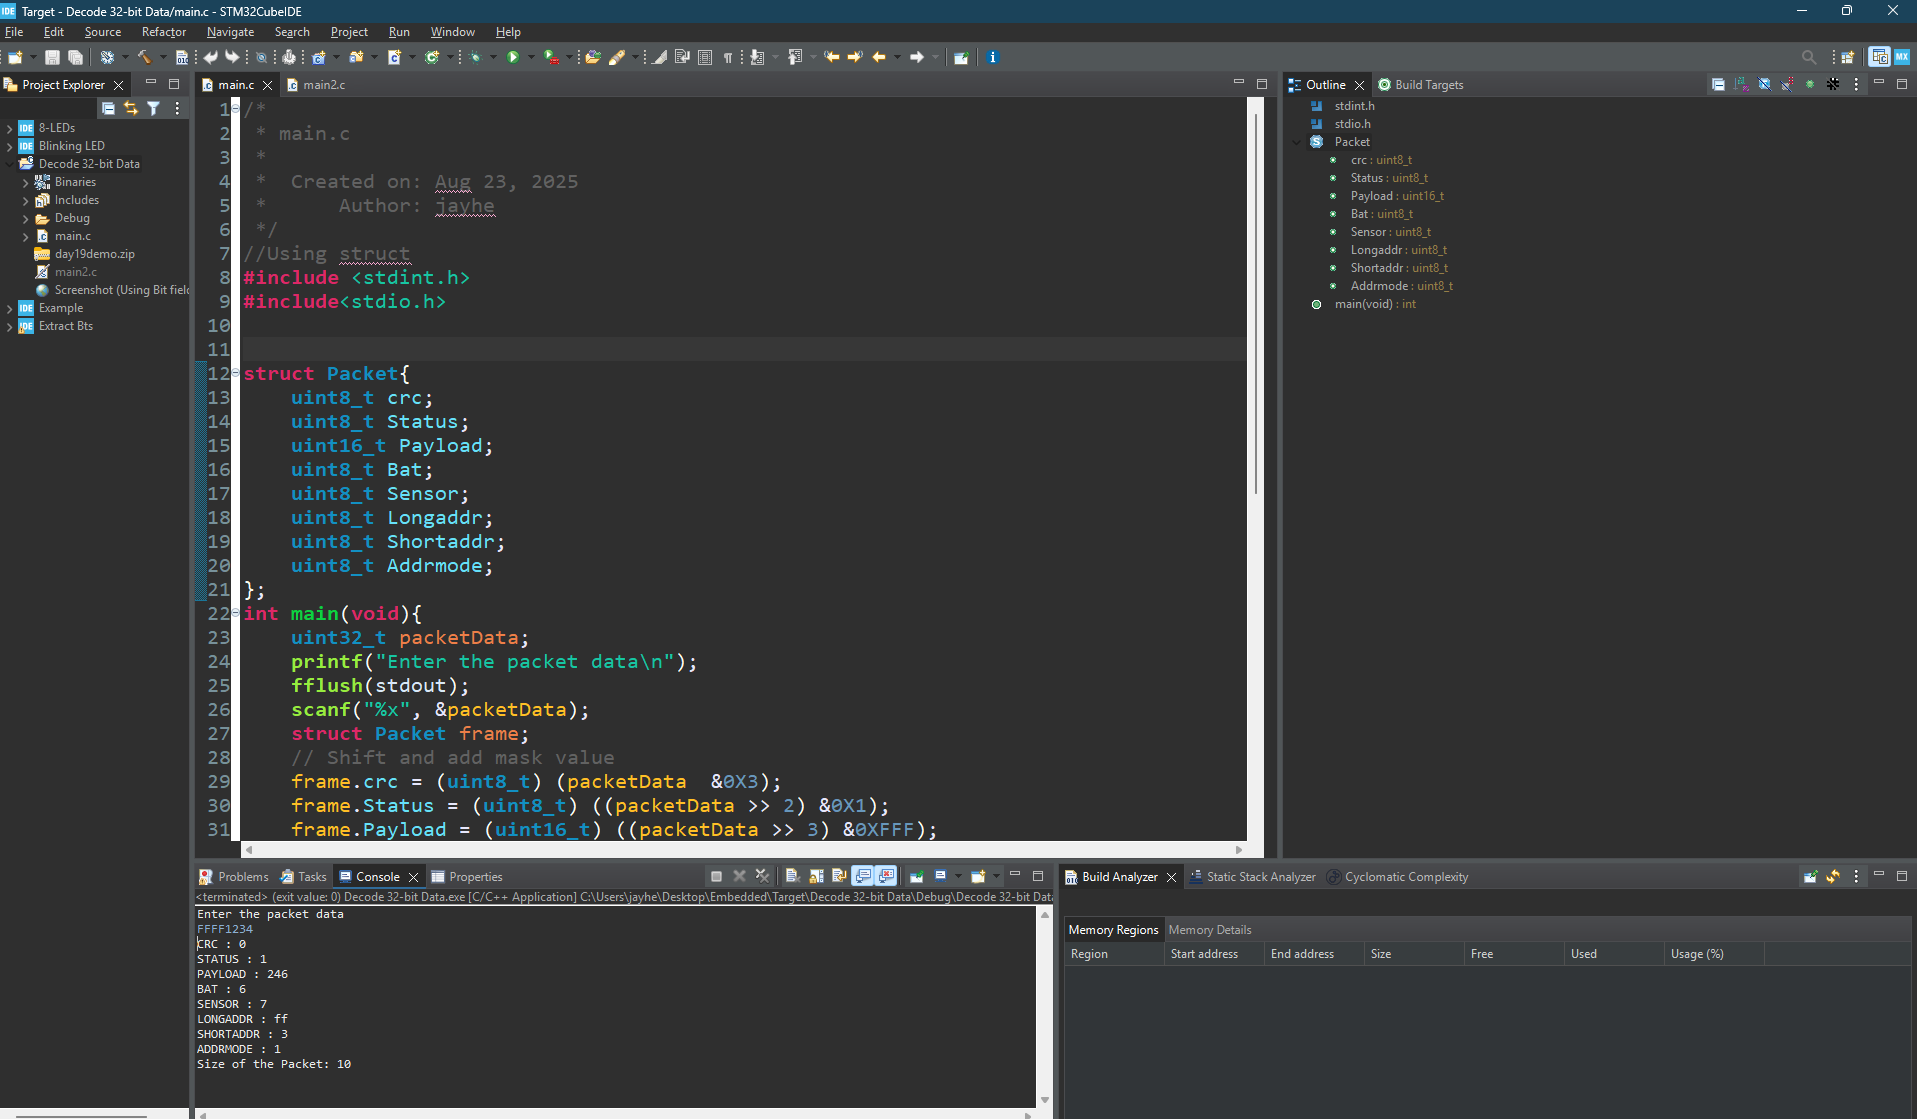 IDE Target - Decode 32-bit Data/main.c - STM32CubeIDE
File Edit Source Refactor Navigate Search Project Run Window Help
Project Explorer
8-LEDs
Blinking LED
Decode 32-bit Data
Binaries
Includes
Debug
main.c
day19demo.zip
main2.c
Screenshot (Using Bit field
Example
Extract Bts
main.c main2.c
1 /*
2 * main.c
3 *
4 * Created on: Aug 23, 2025
5 * Author: jayhe
6 */
7 //Using struct
8 #include <stdint.h>
9 #include<stdio.h>
10
11
12 struct Packet{
13 uint8_t crc;
14 uint8_t Status;
15 uint16_t Payload;
16 uint8_t Bat;
17 uint8_t Sensor;
18 uint8_t Longaddr;
19 uint8_t Shortaddr;
20 uint8_t Addrmode;
21 };
22 int main(void){
23 uint32_t packetData;
24 printf("Enter the packet data\n");
25 fflush(stdout);
26 scanf("%x", &packetData);
27 struct Packet frame;
28 // Shift and add mask value
29 frame.crc = (uint8_t) (packetData &0X3);
30 frame.Status = (uint8_t) ((packetData >> 2) &0X1);
31 frame.Payload = (uint16_t) ((packetData >> 3) &0XFFF);
Outline Build Targets
stdint.h
stdio.h
Packet
crc : uint8_t
Status : uint8_t
Payload : uint16_t
Bat : uint8_t
Sensor : uint8_t
Longaddr : uint8_t
Shortaddr : uint8_t
Addrmode : uint8_t
main(void) : int
Problems Tasks Console Properties
<terminated> (exit value: 0) Decode 32-bit Data.exe [C/C++ Application] C:\Users\jayhe\Desktop\Embedded\Target\Decode 32-bit Data\Debug\Decode 32-bit Data
Enter the packet data
FFFF1234
CRC : 0
STATUS : 1
PAYLOAD : 246
BAT : 6
SENSOR : 7
LONGADDR : ff
SHORTADDR : 3
ADDRMODE : 1
Size of the Packet: 10
Build Analyzer Static Stack Analyzer Cyclomatic Complexity
Memory Regions Memory Details
Region Start address End address Size Free Used Usage (%)